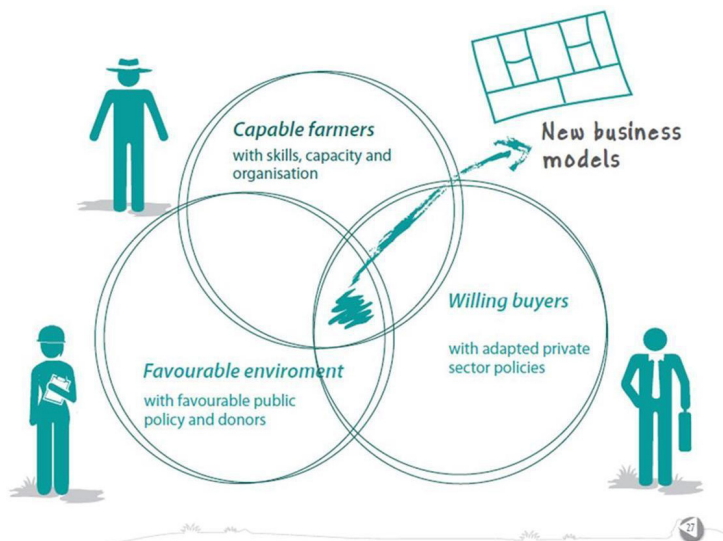 Capable farmers
with skills, capacity and
organisation
New business
models
Willing buyers
with adapted private
sector policies
Favourable enviroment
with favourable public
policy and donors
27